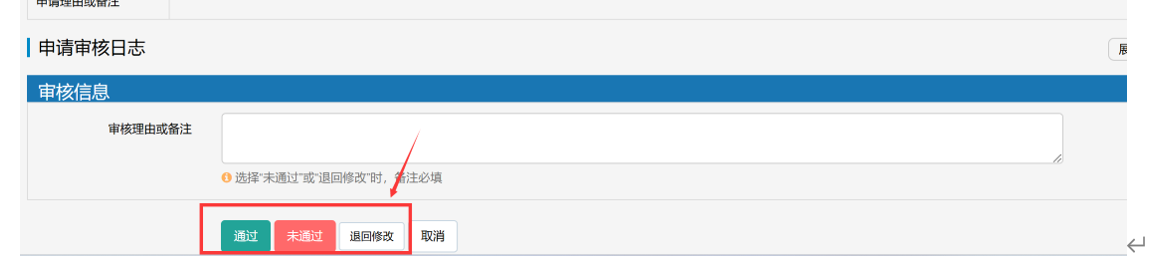 申请理由或备注
申请审核日志
展
审核信息
审核理由或备注
选择“未通过”或“退回修改”时，备注必填
通过 未通过 退回修改 取消